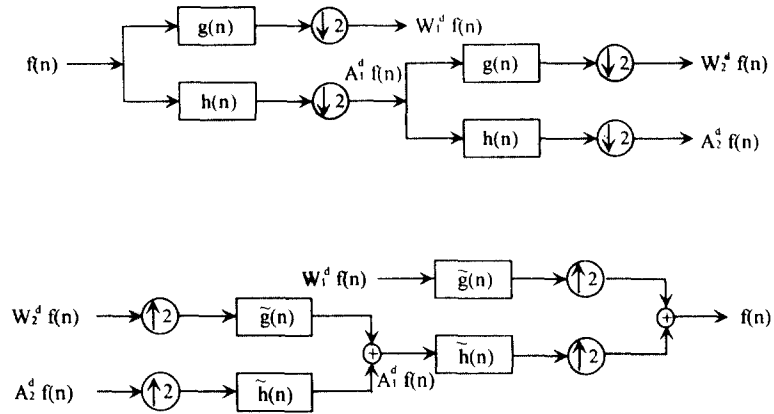 g(n) ↓2 W₁ᵈ f(n)
f(n) A₁ᵈ f(n) g(n) ↓2 W₂ᵈ f(n)
h(n) ↓2
h(n) ↓2 A₂ᵈ f(n)
W₁ᵈ f(n) g̃(n) ↑2
W₂ᵈ f(n) ↑2 g̃(n) + f(n)
+ h̃(n) ↑2
A₂ᵈ f(n) ↑2 h̃(n) A₁ᵈ f(n)